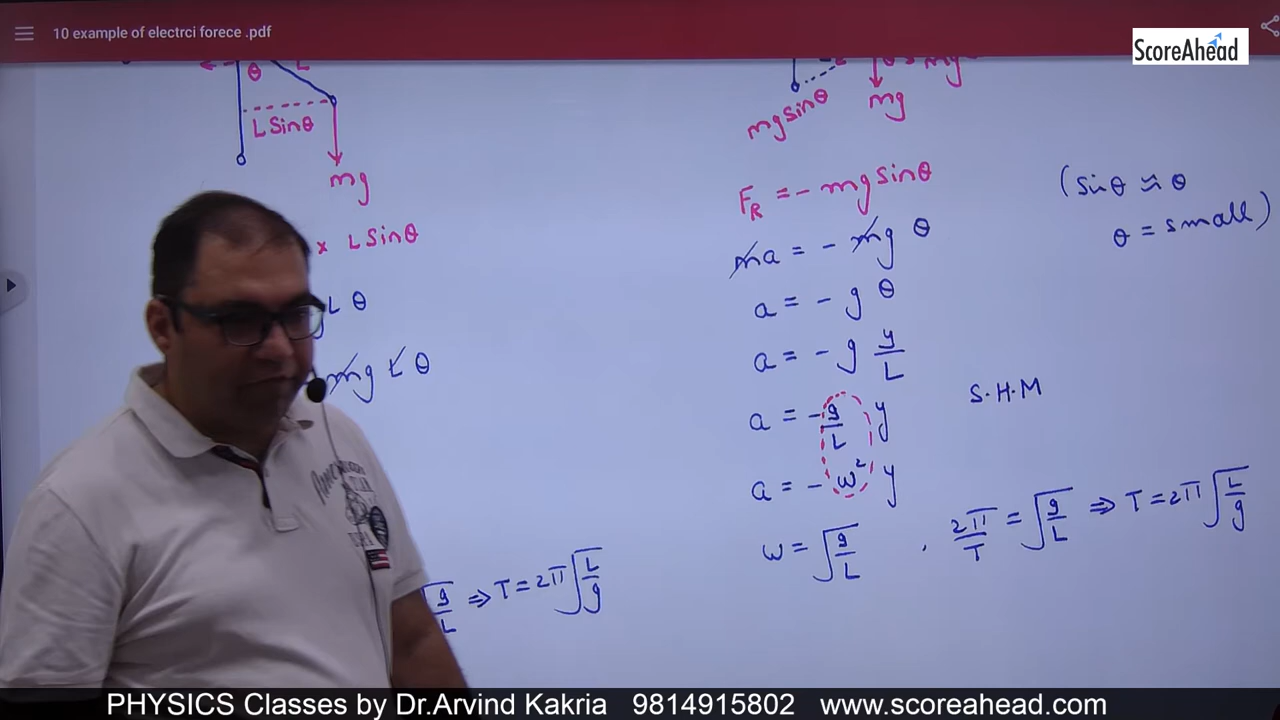 10 example of electrci forece .pdf
ScoreAhead
θ L
L Sinθ
mg
x L Sinθ
L θ
mg L θ
g/L ⇒ T = 2π √(L/g)
mg sinθ
mg
F_R = - mg sinθ
(sinθ ≈ θ
θ = small)
ma = - mg θ
a = - g θ
a = - g y/L
S.H.M
a = - g/L y
a = - ω² y
ω = √(g/L) , 2π/T = √(g/L) ⇒ T = 2π √(L/g)
PHYSICS Classes by Dr.Arvind Kakria 9814915802 www.scoreahead.com